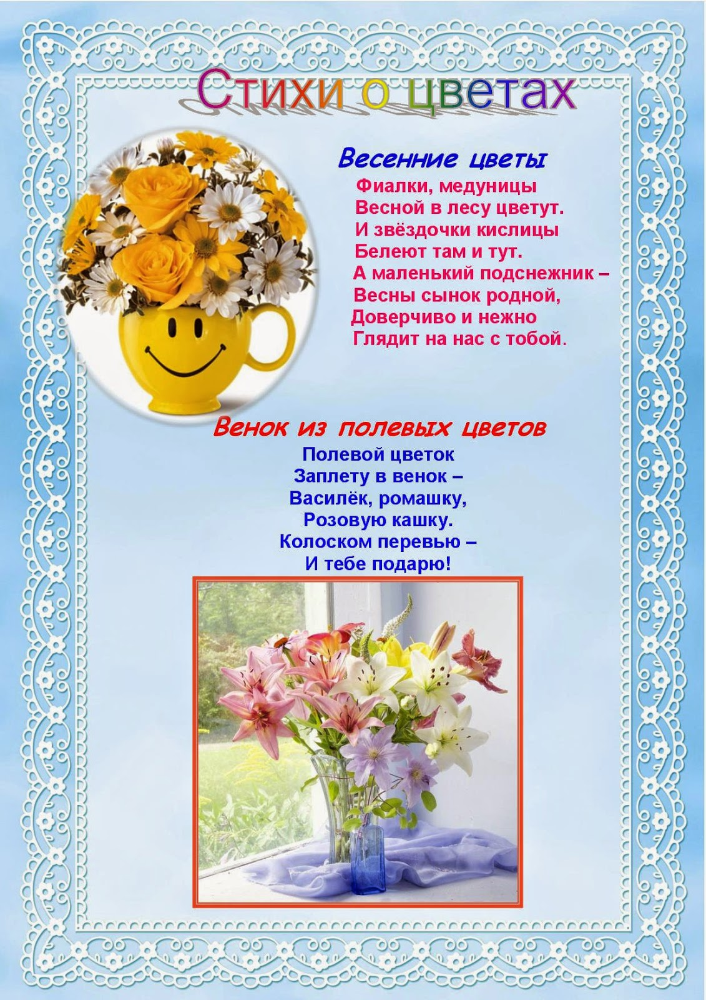 Стихи о цветах
Весенние цветы
Фиалки, медуницы
Весной в лесу цветут.
И звёздочки кислицы
Белеют там и тут.
А маленький подснежник –
Весны сынок родной,
Доверчиво и нежно
Глядит на нас с тобой.
Венок из полевых цветов
Полевой цветок
Заплету в венок –
Василёк, ромашку,
Розовую кашку.
Колоском перевью –
И тебе подарю!